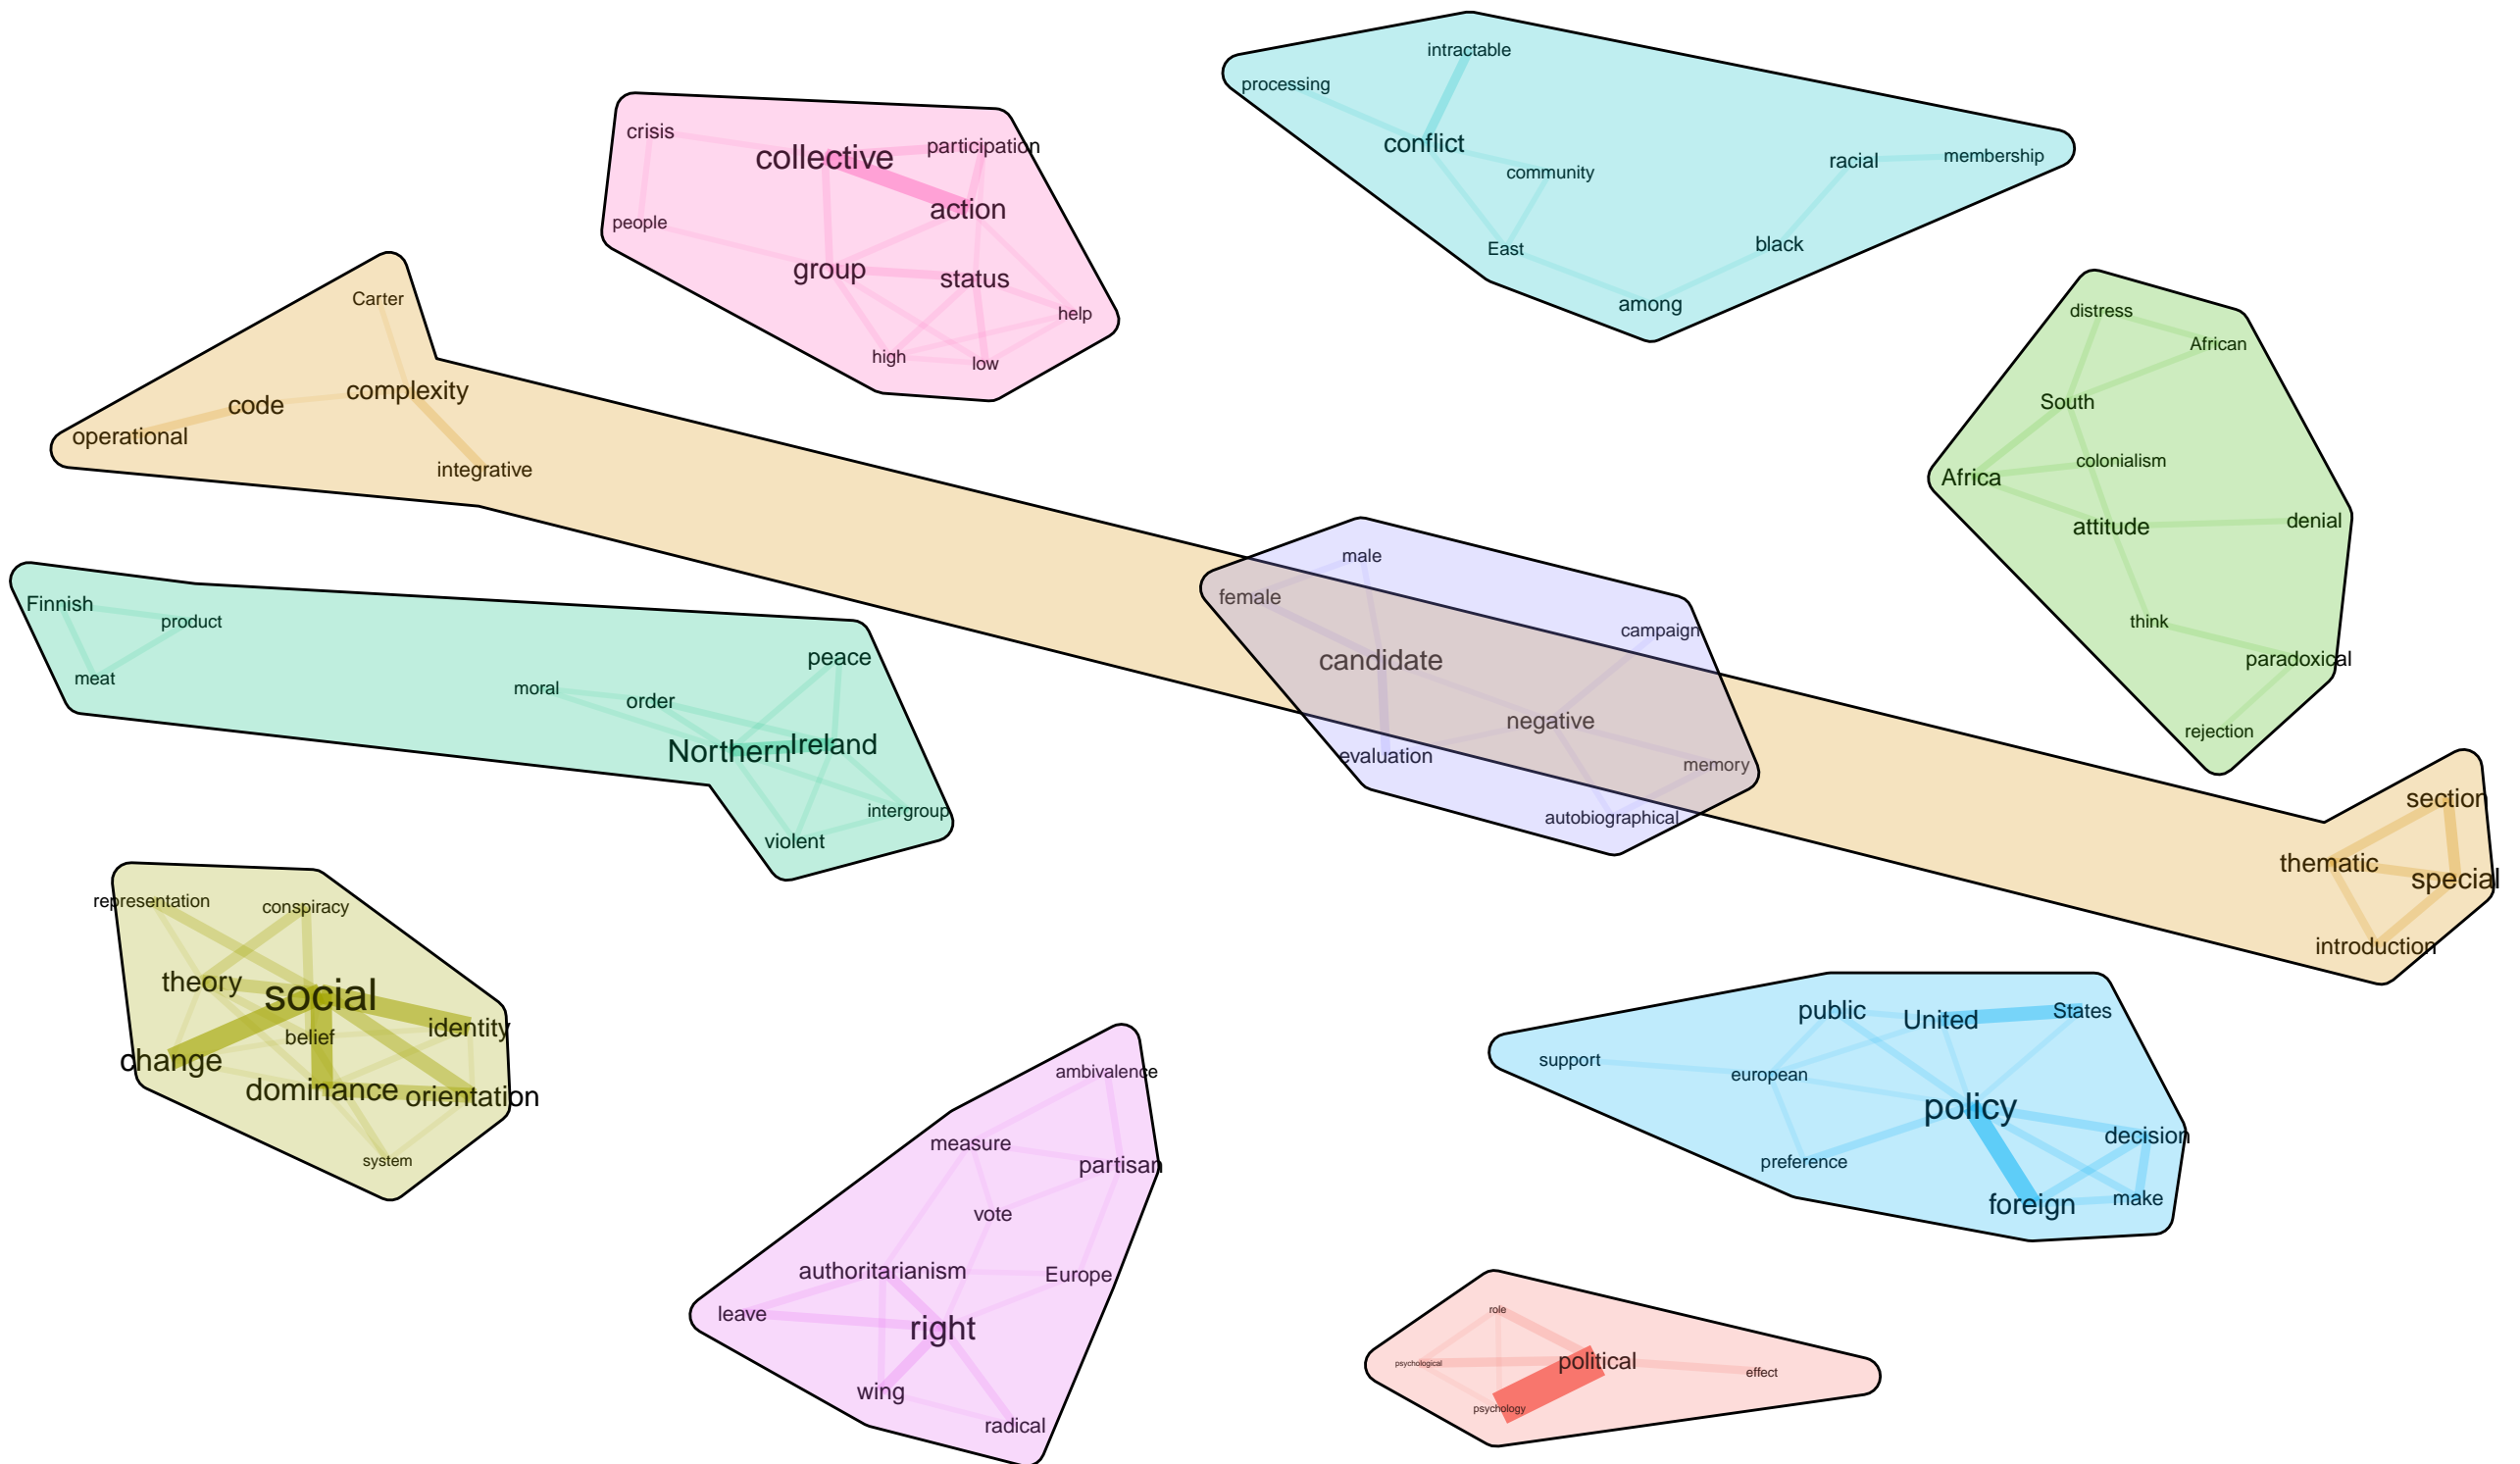 intractable
processing
conflict
community
racial
membership
East
black
among
crisis
collective
participation
action
people
group
status
help
high
low
Carter
code
complexity
operational
integrative
distress
African
South
Africa
colonialism
attitude
denial
think
paradoxical
rejection
male
female
campaign
candidate
negative
evaluation
memory
autobiographical
Finnish
product
meat
moral
order
peace
Northern
Ireland
intergroup
violent
section
thematic
special
introduction
representation
conspiracy
theory
social
belief
identity
change
dominance
orientation
system
public
United
States
support
european
policy
decision
preference
foreign
make
ambivalence
measure
partisan
vote
authoritarianism
Europe
leave
right
wing
radical
role
psychological
political
effect
psychology